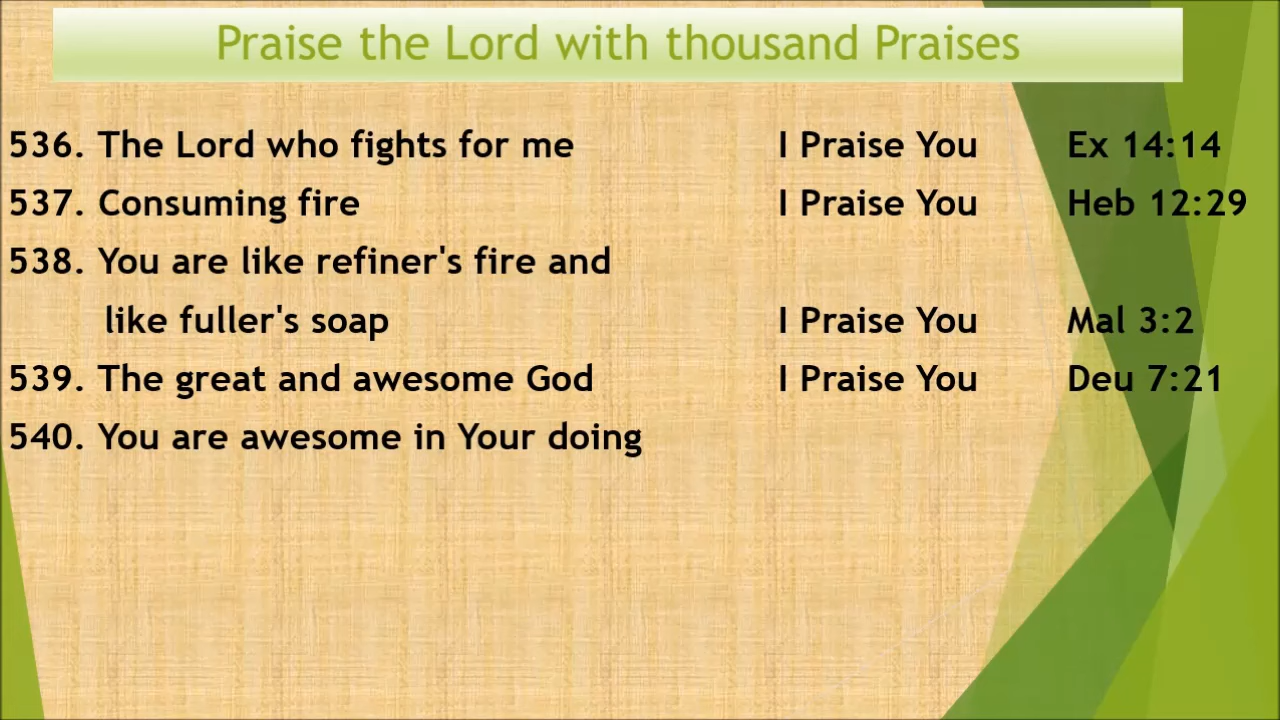 Praise the Lord with thousand Praises
536. The Lord who fights for me I Praise You Ex 14:14
537. Consuming fire I Praise You Heb 12:29
538. You are like refiner's fire and
like fuller's soap I Praise You Mal 3:2
539. The great and awesome God I Praise You Deu 7:21
540. You are awesome in Your doing